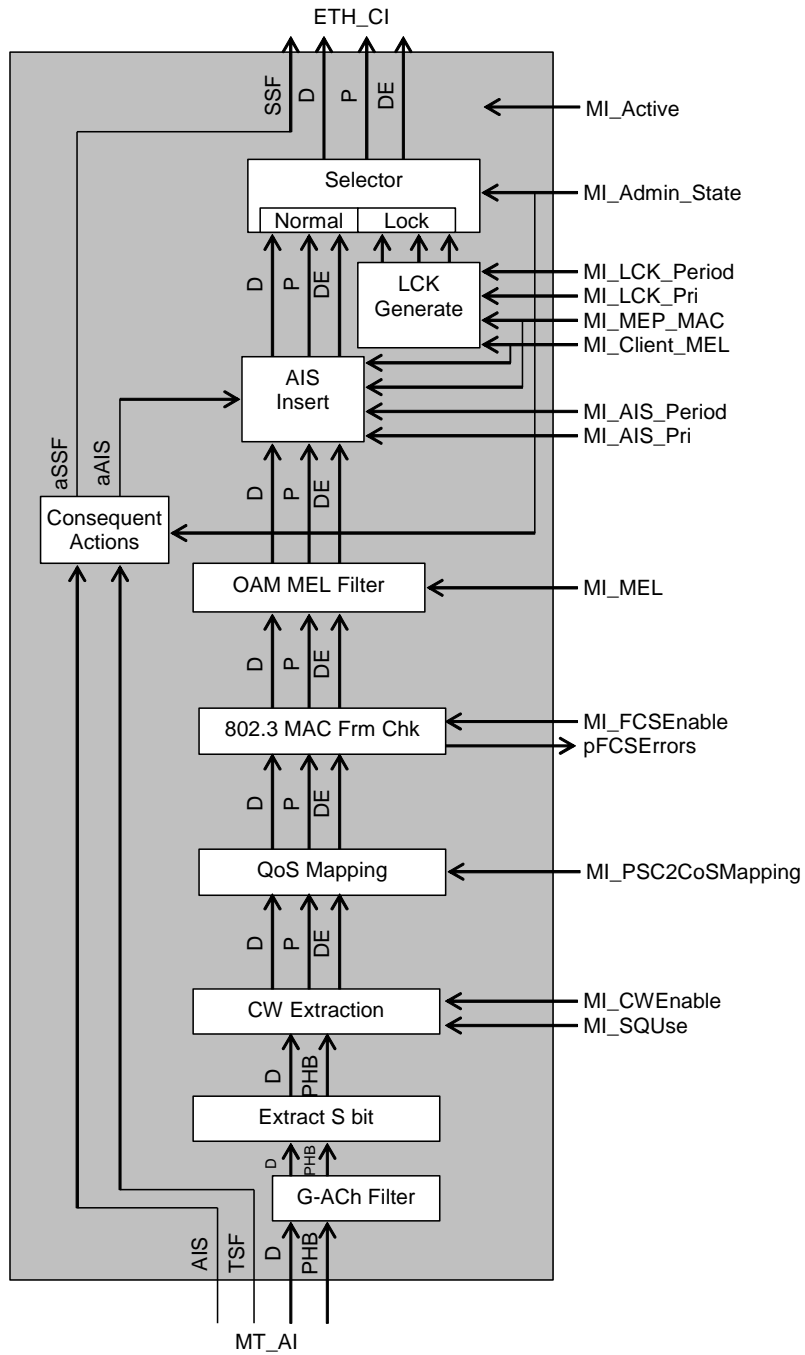 ETH_CI
SSF
D
P
DE
MI_Active
Selector
MI_Admin_State
Normal
Lock
D
P
DE
LCK
Generate
MI_LCK_Period
MI_LCK_Pri
MI_MEP_MAC
MI_Client_MEL
AIS
Insert
MI_AIS_Period
MI_AIS_Pri
aSSF
aAIS
D
P
DE
Consequent
Actions
OAM MEL Filter
MI_MEL
D
P
DE
802.3 MAC Frm Chk
MI_FCSEnable
pFCSErrors
D
P
DE
QoS Mapping
MI_PSC2CoSMapping
D
P
DE
CW Extraction
MI_CWEnable
MI_SQUse
D
PHB
Extract S bit
D
PHB
G-ACh Filter
AIS
TSF
D
PHB
MT_AI